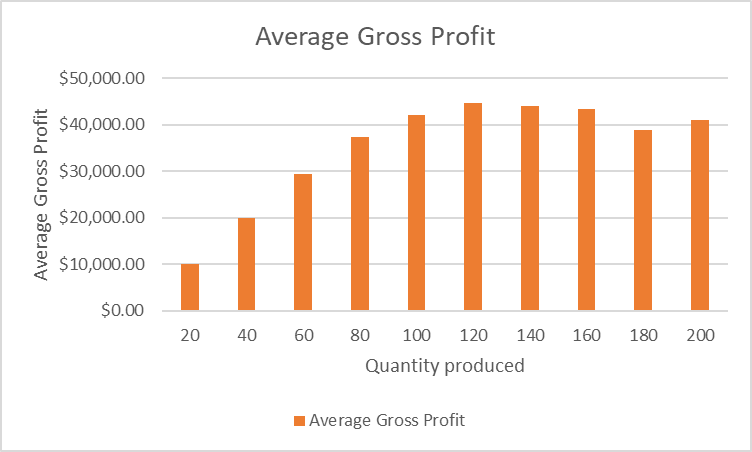 Average Gross Profit
Average Gross Profit
$50,000.00
$40,000.00
$30,000.00
$20,000.00
$10,000.00
$0.00
20 40 60 80 100 120 140 160 180 200
Quantity produced
Average Gross Profit